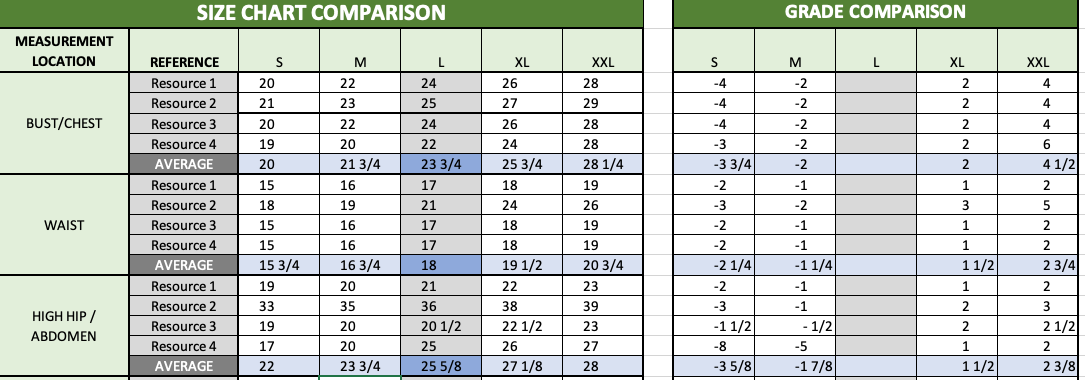 SIZE CHART COMPARISON GRADE COMPARISON
MEASUREMENT
LOCATION REFERENCE S M L XL XXL S M L XL XXL
Resource 1 20 22 24 26 28 -4 -2 2 4
Resource 2 21 23 25 27 29 -4 -2 2 4
BUST/CHEST Resource 3 20 22 24 26 28 -4 -2 2 4
Resource 4 19 20 22 24 28 -3 -2 2 6
AVERAGE 20 21 3/4 23 3/4 25 3/4 28 1/4 -3 3/4 -2 2 4 1/2
Resource 1 15 16 17 18 19 -2 -1 1 2
Resource 2 18 19 21 24 26 -3 -2 3 5
WAIST Resource 3 15 16 17 18 19 -2 -1 1 2
Resource 4 15 16 17 18 19 -2 -1 1 2
AVERAGE 15 3/4 16 3/4 18 19 1/2 20 3/4 -2 1/4 -1 1/4 1 1/2 2 3/4
Resource 1 19 20 21 22 23 -2 -1 1 2
Resource 2 33 35 36 38 39 -3 -1 2 3
HIGH HIP /
ABDOMEN Resource 3 19 20 20 1/2 22 1/2 23 -1 1/2 - 1/2 2 2 1/2
Resource 4 17 20 25 26 27 -8 -5 1 2
AVERAGE 22 23 3/4 25 5/8 27 1/8 28 -3 5/8 -1 7/8 1 1/2 2 3/8